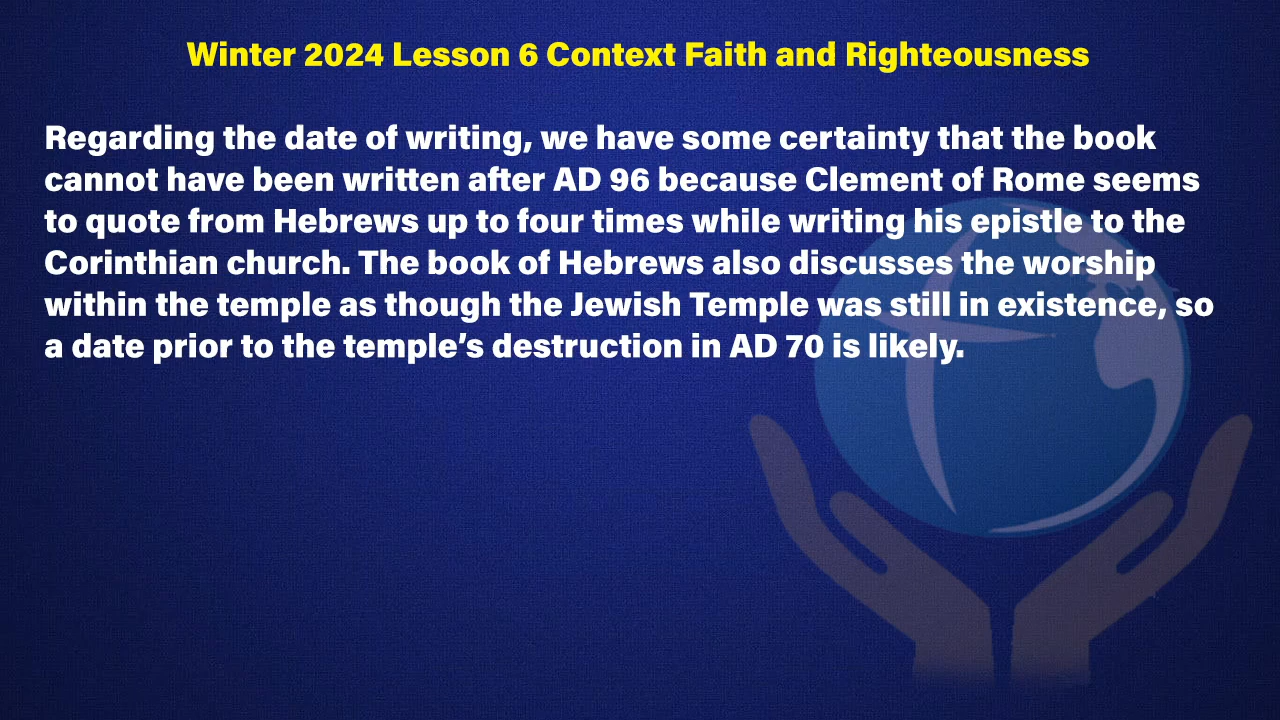 Winter 2024 Lesson 6 Context Faith and Righteousness
Regarding the date of writing, we have some certainty that the book
cannot have been written after AD 96 because Clement of Rome seems
to quote from Hebrews up to four times while writing his epistle to the
Corinthian church. The book of Hebrews also discusses the worship
within the temple as though the Jewish Temple was still in existence, so
a date prior to the temple’s destruction in AD 70 is likely.